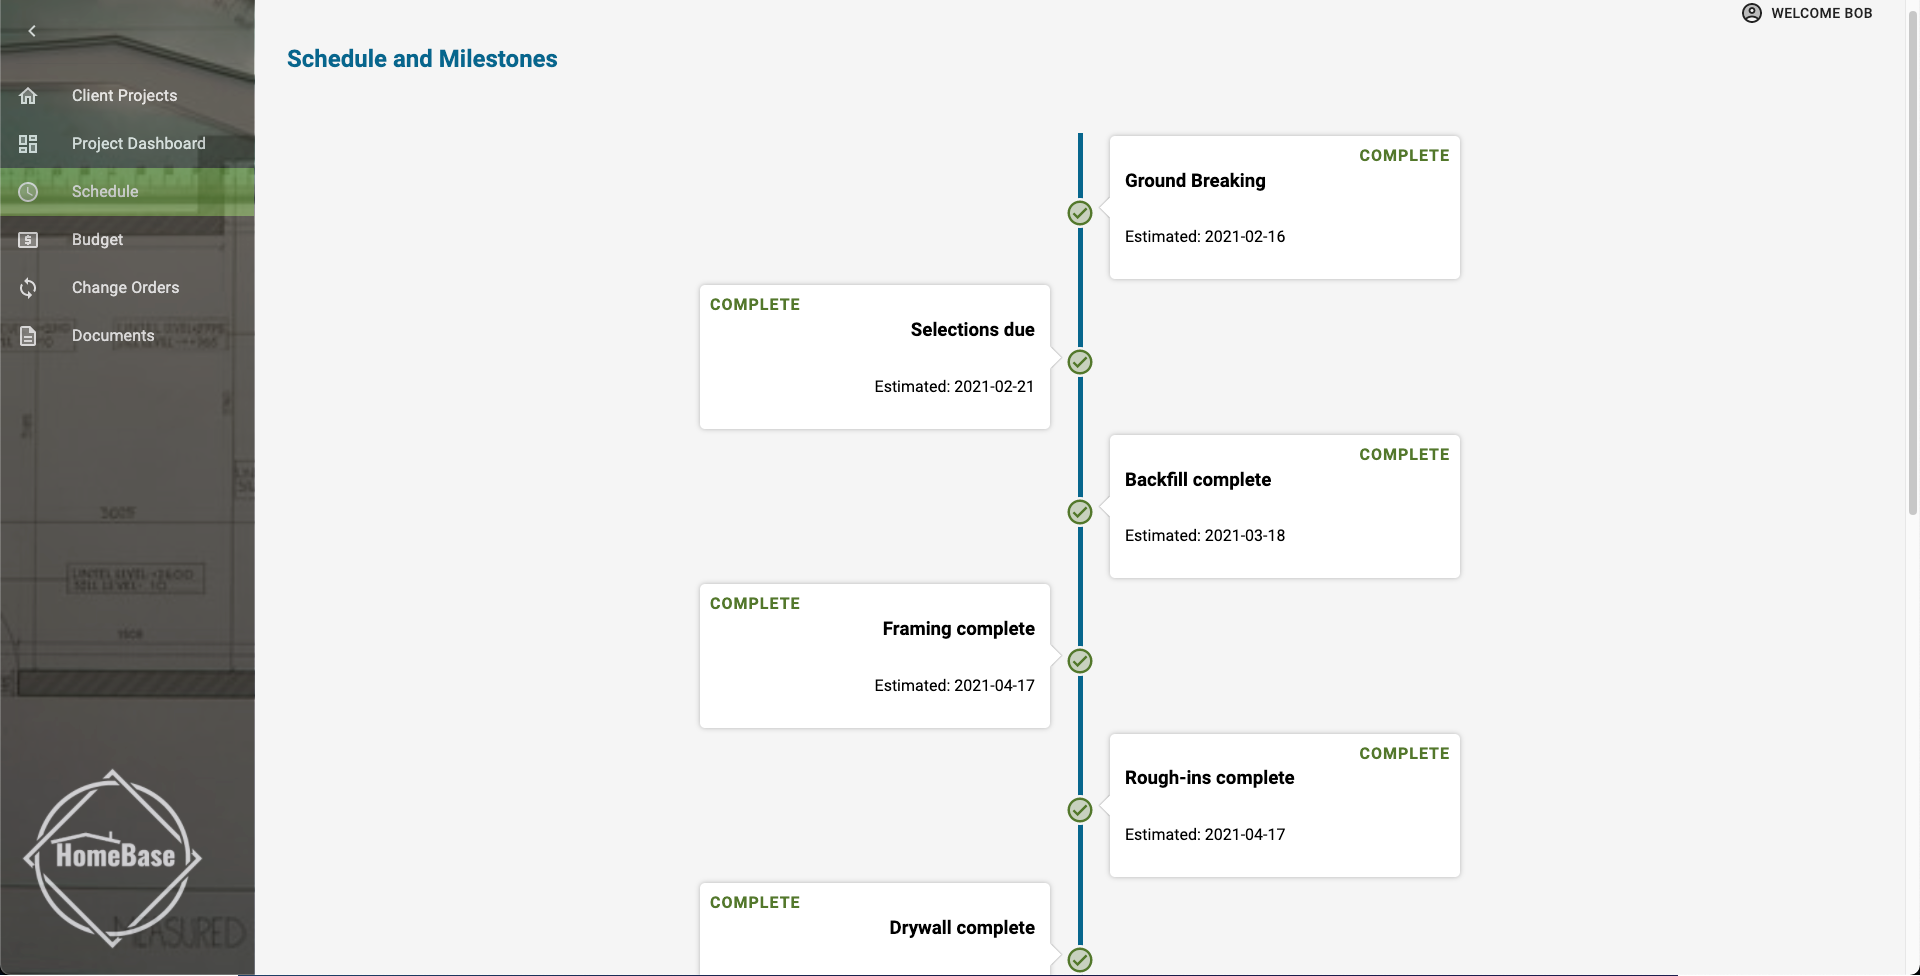 WELCOME BOB
Schedule and Milestones
Client Projects
Project Dashboard
Schedule
Budget
Change Orders
Documents
COMPLETE
Ground Breaking
Estimated: 2021-02-16
COMPLETE
Selections due
Estimated: 2021-02-21
COMPLETE
Backfill complete
Estimated: 2021-03-18
COMPLETE
Framing complete
Estimated: 2021-04-17
COMPLETE
Rough-ins complete
Estimated: 2021-04-17
COMPLETE
Drywall complete
HomeBase
MEASURED